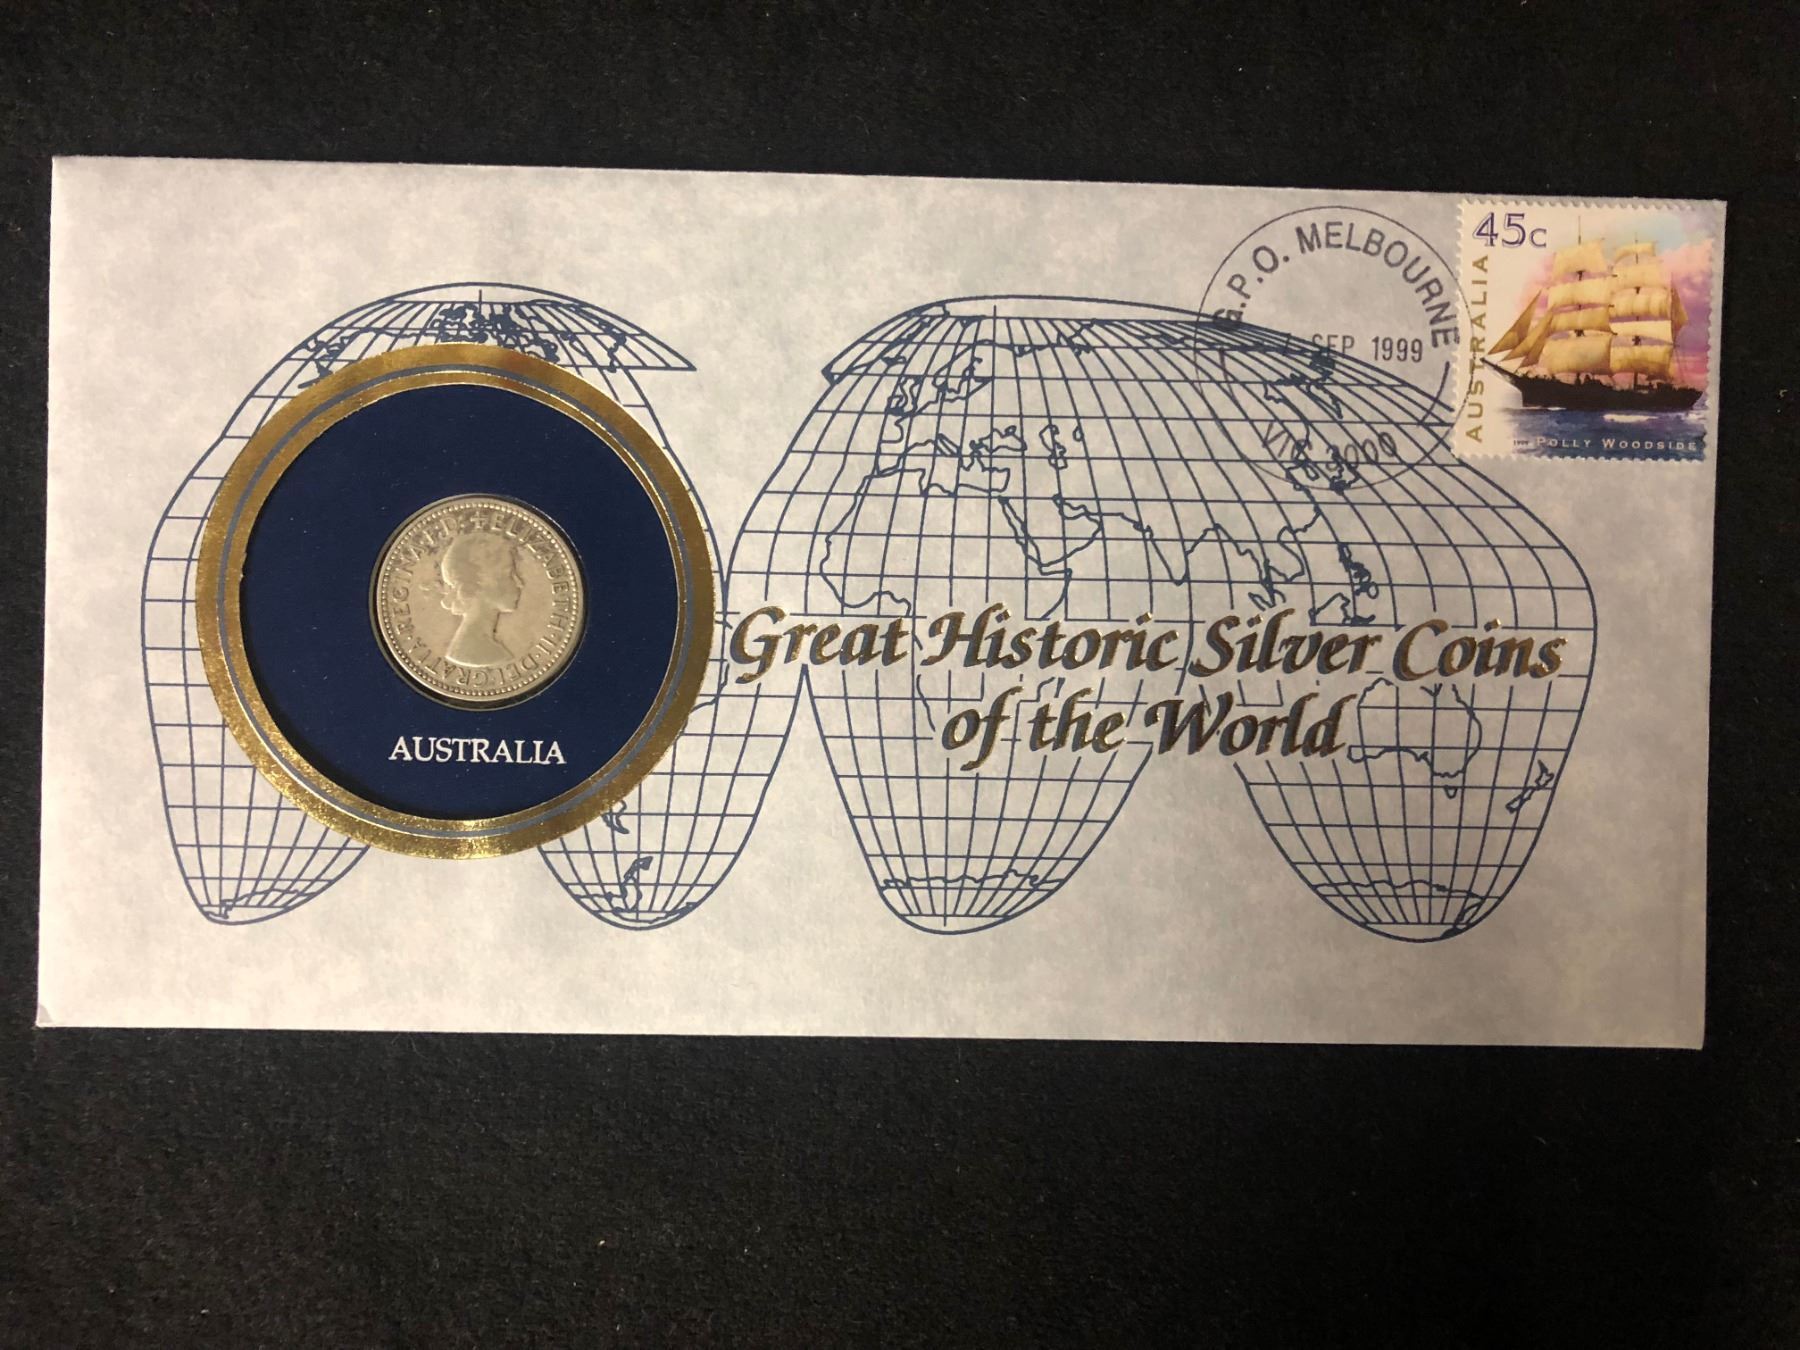 45c
AUSTRALIA
1999 POLLY WOODSIDE
G.P.O. MELBOURNE
SEP 1999
VIC 3000
+ELIZABETH·II·DEI·GRATIA·REGINA·F:D:
AUSTRALIA
Great Historic Silver Coins
of the World